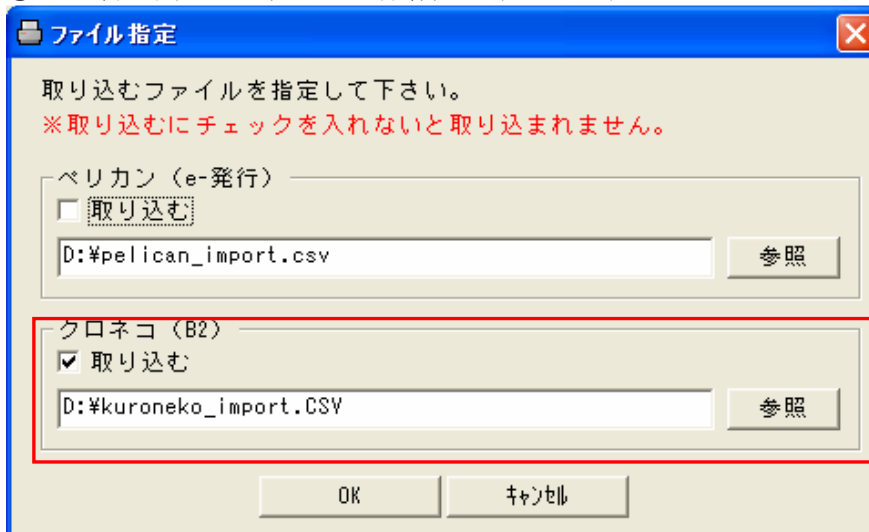 ファイル指定
取り込むファイルを指定して下さい。
※取り込むにチェックを入れないと取り込まれません。
ペリカン（e-発行）
取り込む
D:¥pelican_import.csv
参照
クロネコ（B2）
取り込む
D:¥kuroneko_import.CSV
参照
OK
ｷｬﾝｾﾙ